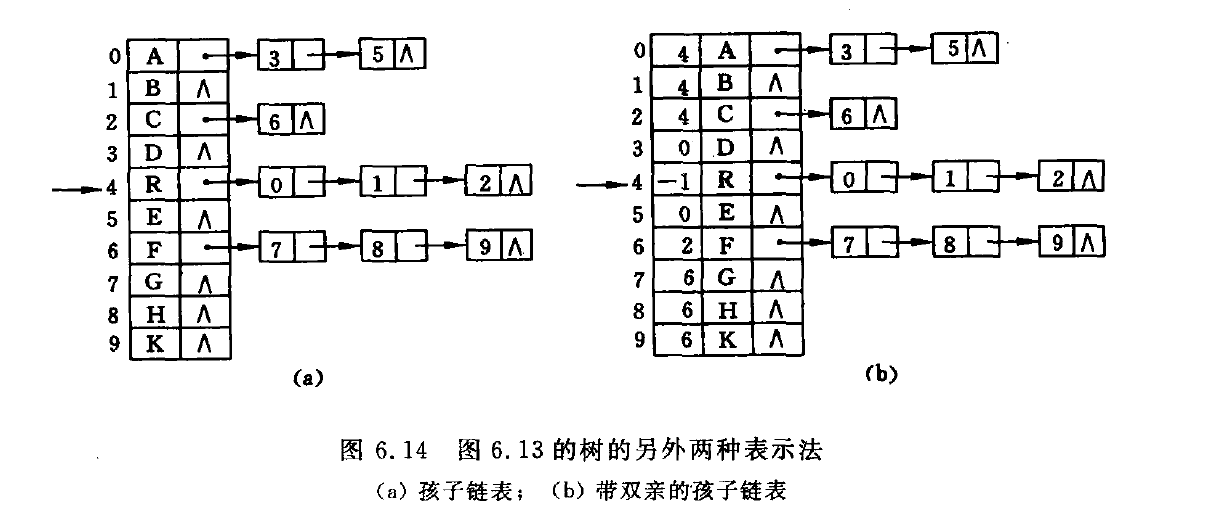 0 A 3 5 ∧ 0 4 A 3 5 ∧
1 B ∧ 1 4 B ∧
2 C 6 ∧ 2 4 C 6 ∧
3 D ∧ 3 0 D ∧
4 R 0 1 2 ∧ 4 -1 R 0 1 2 ∧
5 E ∧ 5 0 E ∧
6 F 7 8 9 ∧ 6 2 F 7 8 9 ∧
7 G ∧ 7 6 G ∧
8 H ∧ 8 6 H ∧
9 K ∧ 9 6 K ∧
(a) (b)
图 6.14 图 6.13 的树的另外两种表示法
(a) 孩子链表; (b) 带双亲的孩子链表